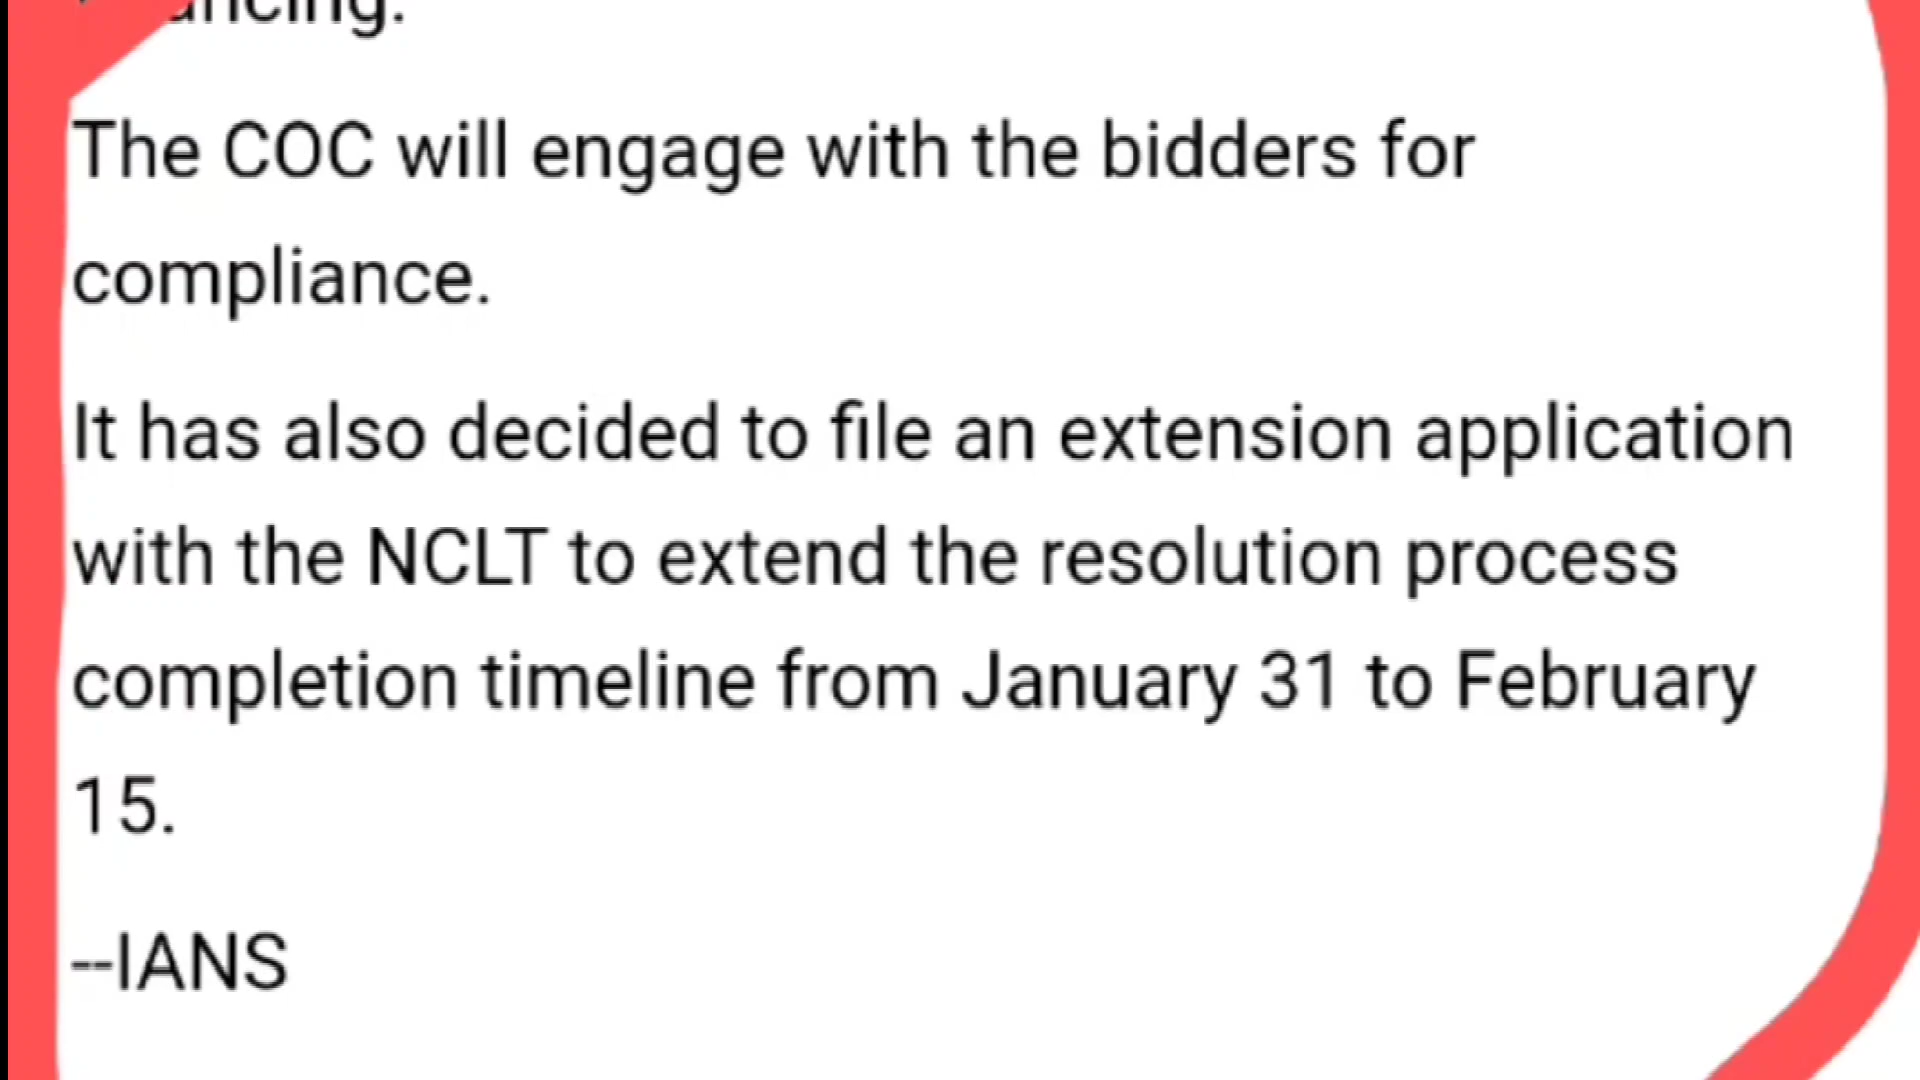 The COC will engage with the bidders for
compliance.
It has also decided to file an extension application
with the NCLT to extend the resolution process
completion timeline from January 31 to February
15.
--IANS